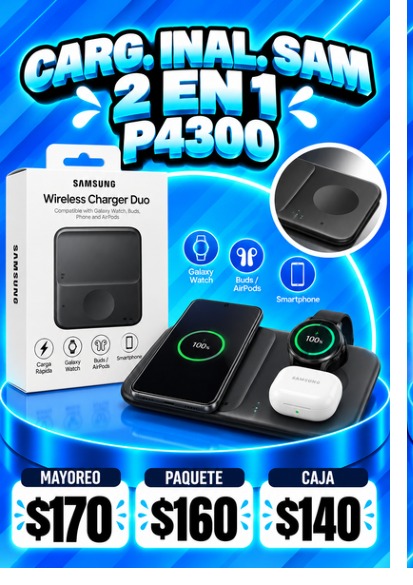 CARG. INAL. SAM
2 EN 1
P4300
SAMSUNG
Wireless Charger Duo
Compatible with Galaxy Watch, Buds,
Phone and AirPods
SAMSUNG
Carga
Rápida
Galaxy
Watch
Buds /
AirPods
Smartphone
Galaxy
Watch
Buds /
AirPods
Smartphone
100%
100%
SAMSUNG
MAYOREO
$170
PAQUETE
$160
CAJA
$140